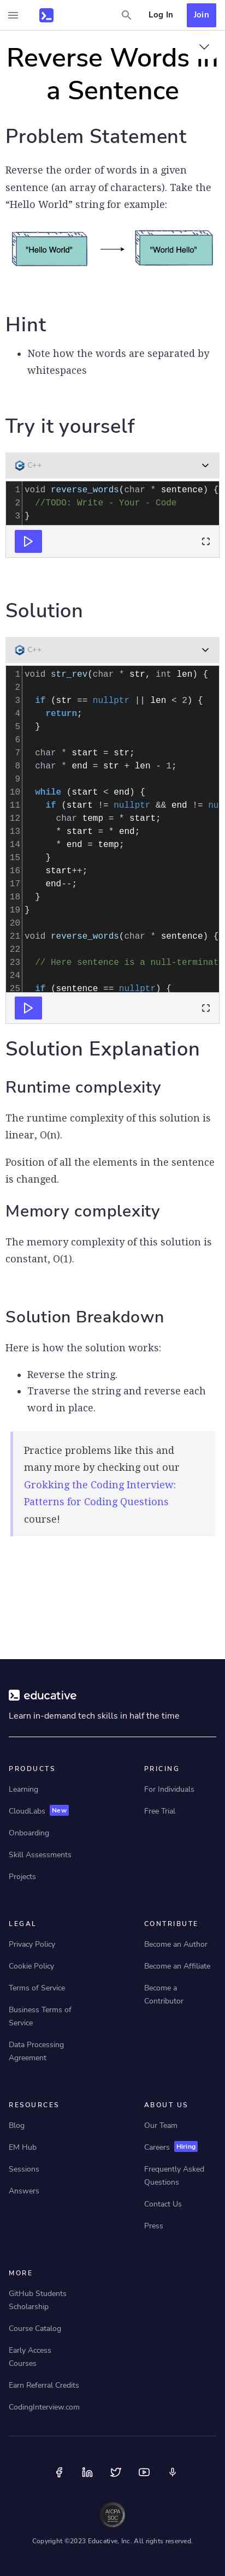 Log In
Join
Reverse Words in
a Sentence
Problem Statement
Reverse the order of words in a given
sentence (an array of characters). Take the
“Hello World” string for example:
"Hello World"
"World Hello"
Hint
Note how the words are separated by
whitespaces
Try it yourself
C++
1 void reverse_words(char * sentence) {
2 //TODO: Write - Your - Code
3 }
Solution
C++
1 void str_rev(char * str, int len) {
2
3 if (str == nullptr || len < 2) {
4 return;
5 }
6
7 char * start = str;
8 char * end = str + len - 1;
9
10 while (start < end) {
11 if (start != nullptr && end != nu
12 char temp = * start;
13 * start = * end;
14 * end = temp;
15 }
16 start++;
17 end--;
18 }
19 }
20
21 void reverse_words(char * sentence) {
22
23 // Here sentence is a null-terminat
24
25 if (sentence == nullptr) {
Solution Explanation
Runtime complexity
The runtime complexity of this solution is
linear, O(n).
Position of all the elements in the sentence
is changed.
Memory complexity
The memory complexity of this solution is
constant, O(1).
Solution Breakdown
Here is how the solution works:
Reverse the string.
Traverse the string and reverse each
word in place.
Practice problems like this and
many more by checking out our
Grokking the Coding Interview:
Patterns for Coding Questions
course!
educative
Learn in-demand tech skills in half the time
PRODUCTS
Learning
CloudLabs New
Onboarding
Skill Assessments
Projects
PRICING
For Individuals
Free Trial
LEGAL
Privacy Policy
Cookie Policy
Terms of Service
Business Terms of
Service
Data Processing
Agreement
CONTRIBUTE
Become an Author
Become an Affiliate
Become a
Contributor
RESOURCES
Blog
EM Hub
Sessions
Answers
ABOUT US
Our Team
Careers Hiring
Frequently Asked
Questions
Contact Us
Press
MORE
GitHub Students
Scholarship
Course Catalog
Early Access
Courses
Earn Referral Credits
CodingInterview.com
AICPA
SOC
Copyright ©2023 Educative, Inc. All rights reserved.